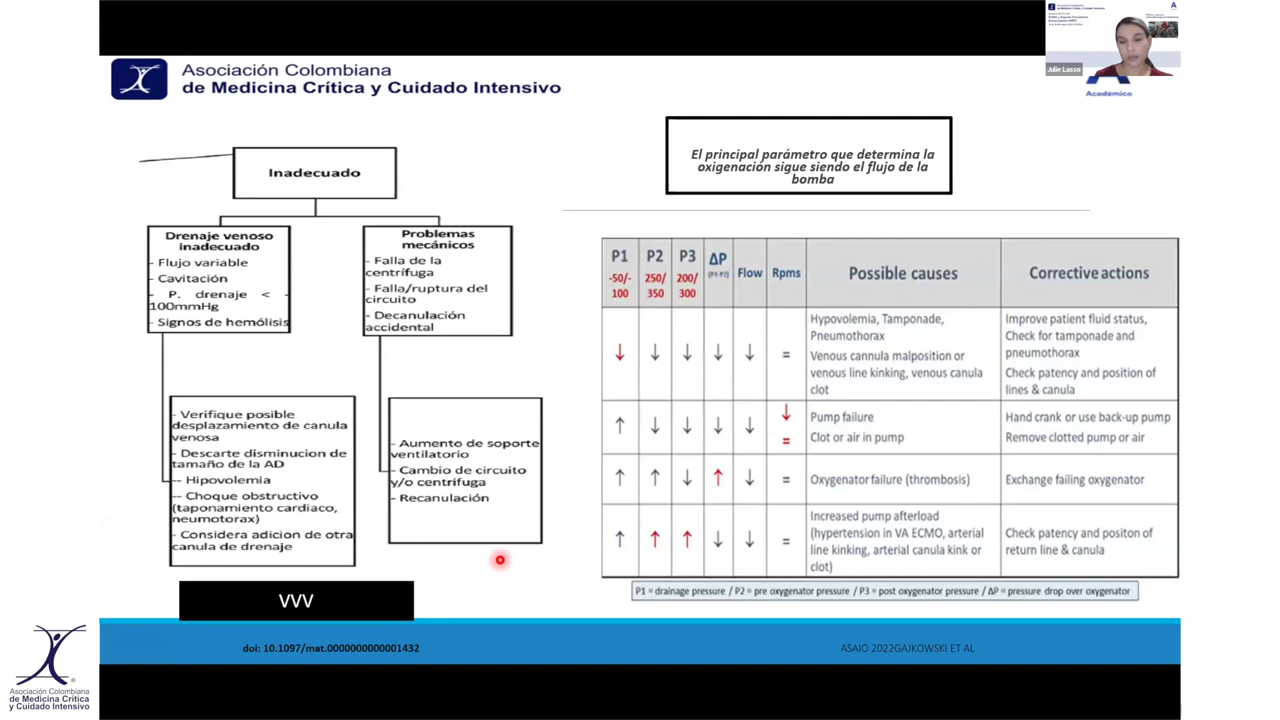 Asociación Colombiana
de Medicina Crítica y Cuidado Intensivo
Julie Lasso
Académico
Inadecuado
Drenaje venoso
inadecuado
- Flujo variable
- Cavitación
- P. drenaje < -
100mmHg
- Signos de hemólisis
Problemas
mecánicos
- Falla de la
centrífuga
- Falla/ruptura del
circuito
- Decanulación
accidental
- Verifique posible
desplazamiento de canula
venosa
- Descarte disminucion de
tamaño de la AD
-- Hipovolemia
-- Choque obstructivo
(taponamiento cardiaco,
neumotorax)
- Considera adicion de otra
canula de drenaje
- Aumento de soporte
ventilatorio
- Cambio de circuito
y/o centrifuga
- Recanulación
VVV
El principal parámetro que determina la
oxigenación sigue siendo el flujo de la
bomba
P1 P2 P3 ΔP Flow Rpms Possible causes Corrective actions
-50/- 250/ 200/
100 350 300
↓ ↓ ↓ ↓ ↓ =
Hypovolemia, Tamponade,
Pneumothorax
Venous cannula malposition or
venous line kinking, venous canula
clot
Improve patient fluid status,
Check for tamponade and
pneumothorax
Check patency and position of
lines & canula
↑ ↓ ↓ ↓ ↓ ↓
=
Pump failure
Clot or air in pump
Hand crank or use back-up pump
Remove clotted pump or air
↑ ↑ ↓ ↑ ↓ =
Oxygenator failure (thrombosis)
Exchange failing oxygenator
↑ ↑ ↑ ↓ ↓ =
Increased pump afterload
(hypertension in VA ECMO, arterial
line kinking, arterial canula kink or
clot)
Check patency and positon of
return line & canula
P1 = drainage pressure / P2 = pre oxygenator pressure / P3 = post oxygenator pressure / ΔP = pressure drop over oxygenator
doi: 10.1097/mat.0000000000001432
ASAIO 2022GAJKOWSKI ET AL
Asociación Colombiana
de Medicina Crítica
y Cuidado Intensivo